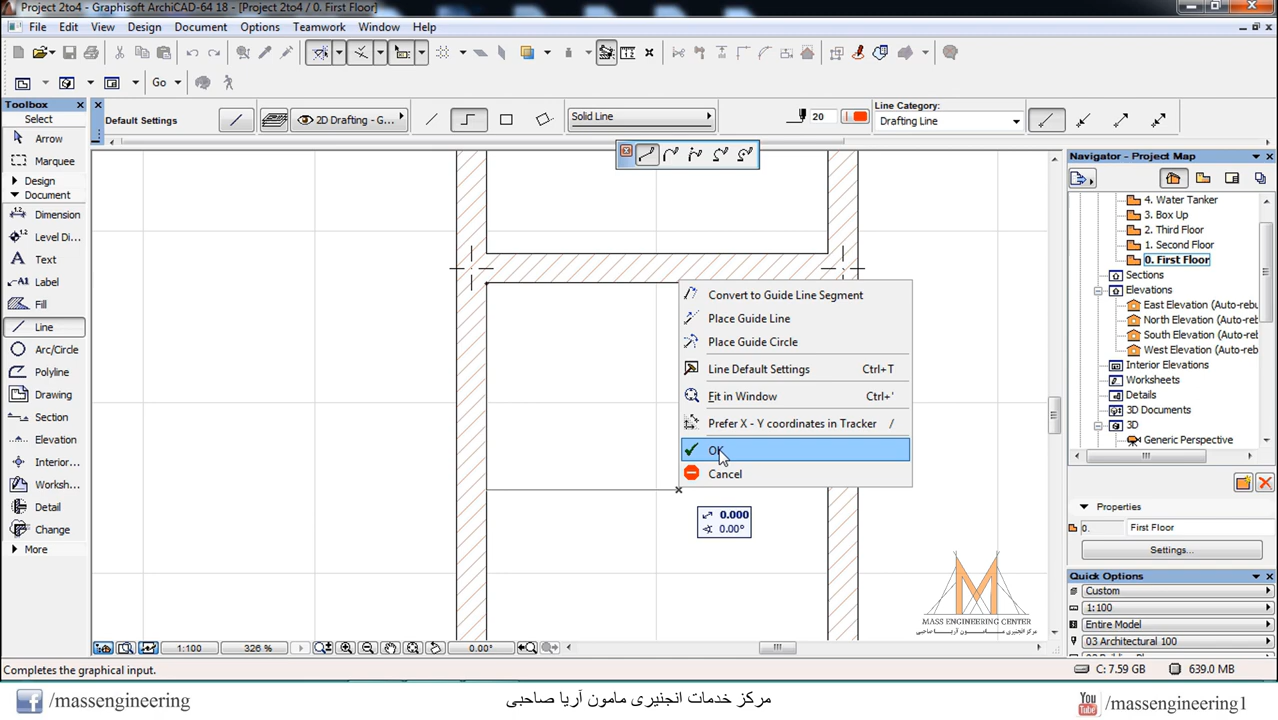 Project 2to4 - Graphisoft ArchiCAD-64 18 - [Project 2to4 / 0. First Floor]
File Edit View Design Document Options Teamwork Window Help
Go
Toolbox
Select
Arrow
Marquee
Design
Document
Dimension
Level Di...
Text
Label
Fill
Line
Arc/Circle
Polyline
Drawing
Section
Elevation
Interior...
Worksh...
Detail
Change
More
Default Settings
2D Drafting - G...
Solid Line
20
Line Category:
Drafting Line
Convert to Guide Line Segment
Place Guide Line
Place Guide Circle
Line Default Settings Ctrl+T
Fit in Window Ctrl+'
Prefer X - Y coordinates in Tracker /
OK
Cancel
0.000
0.00°
Navigator - Project Map
4. Water Tanker
3. Box Up
2. Third Floor
1. Second Floor
0. First Floor
Sections
Elevations
East Elevation (Auto-rebu
North Elevation (Auto-reb
South Elevation (Auto-reb
West Elevation (Auto-reb
Interior Elevations
Worksheets
Details
3D Documents
3D
Generic Perspective
Properties
0. First Floor
Settings...
Quick Options
Custom
1:100
Entire Model
03 Architectural 100
MASS ENGINEERING CENTER
مرکز انجنیری مامون آریا صاحبی
1:100
326 %
0.00°
Completes the graphical input.
C: 7.59 GB
639.0 MB
/massengineering
مرکز خدمات انجنیری مامون آریا صاحبی
You Tube
/massengineering1